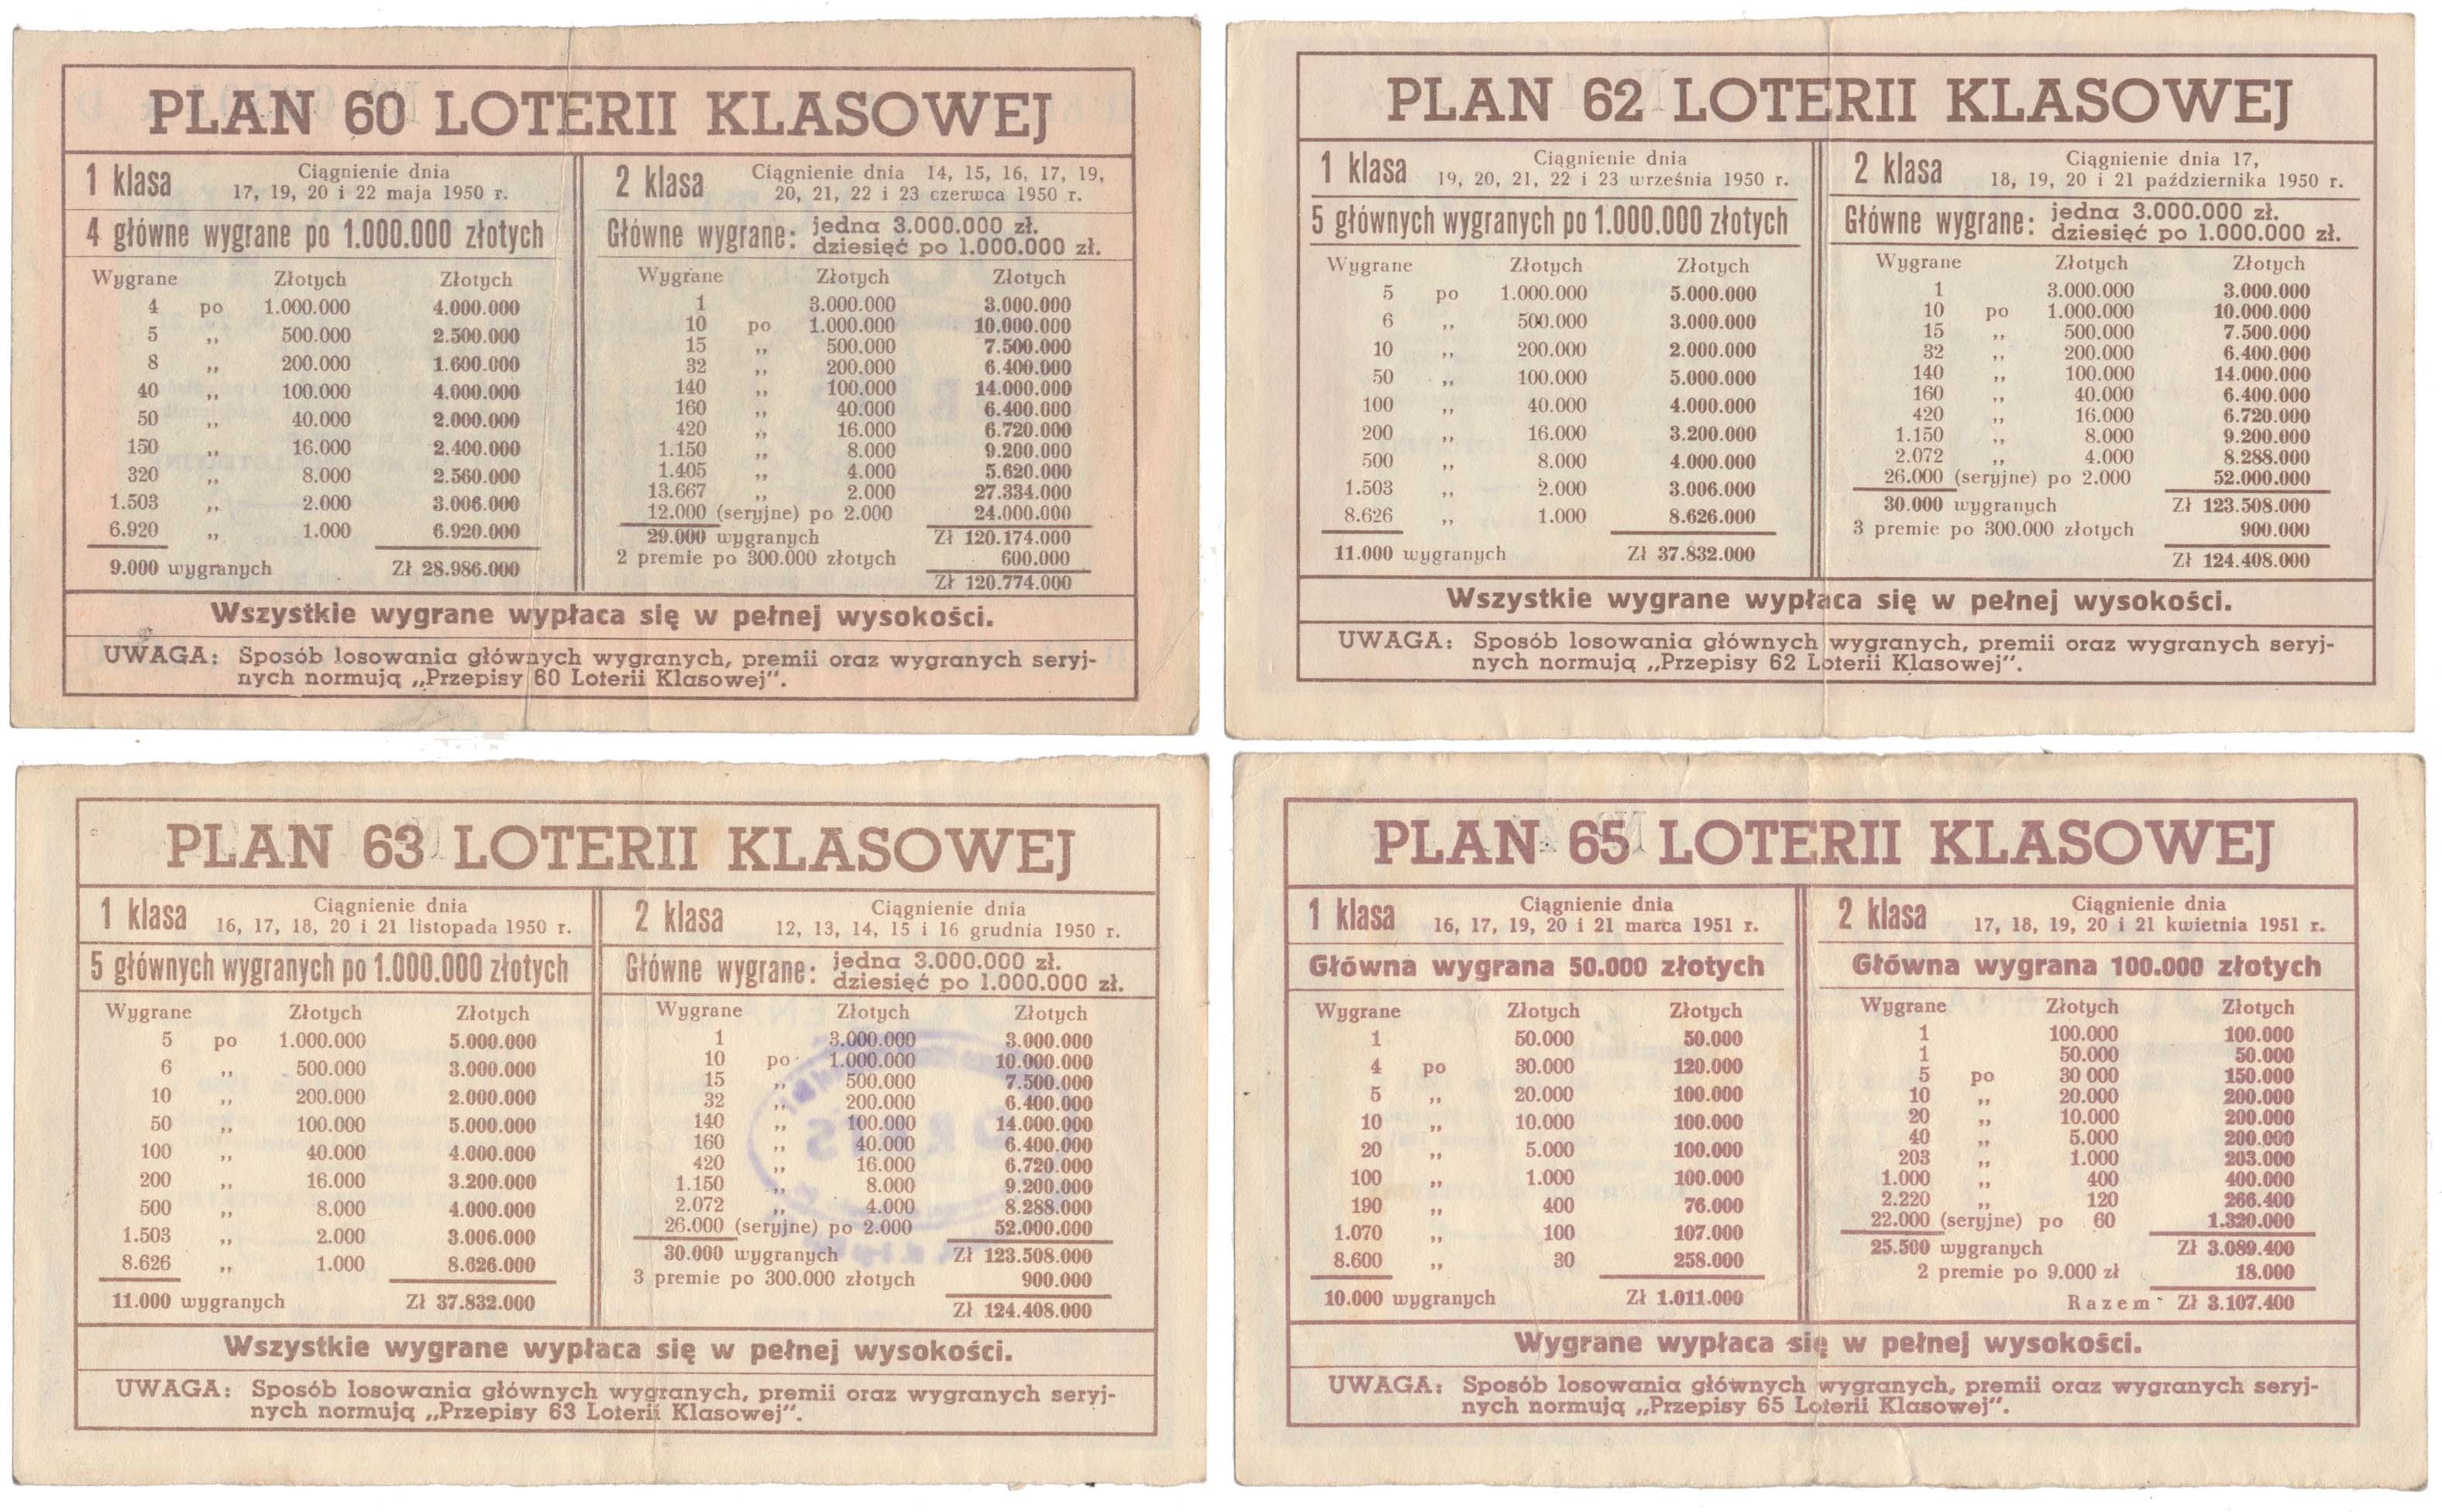 PLAN 60 LOTERII KLASOWEJ
1 klasa
Ciągnienie dnia
17, 19, 20 i 22 maja 1950 r.
4 główne wygrane po 1.000.000 złotych
Wygrane Złotych Złotych
4 po 1.000.000 4.000.000
5 ,, 500.000 2.500.000
8 ,, 200.000 1.600.000
40 ,, 100.000 4.000.000
50 ,, 40.000 2.000.000
150 ,, 16.000 2.400.000
320 ,, 8.000 2.560.000
1.503 ,, 2.000 3.006.000
6.920 ,, 1.000 6.920.000
9.000 wygranych Zł 28.986.000
2 klasa
Ciągnienie dnia 14, 15, 16, 17, 19,
20, 21, 22 i 23 czerwca 1950 r.
Główne wygrane: jedna 3.000.000 zł.
dziesięć po 1.000.000 zł.
Wygrane Złotych Złotych
1 3.000.000 3.000.000
10 po 1.000.000 10.000.000
15 ,, 500.000 7.500.000
32 ,, 200.000 6.400.000
140 ,, 100.000 14.000.000
160 ,, 40.000 6.400.000
420 ,, 16.000 6.720.000
1.150 ,, 8.000 9.200.000
1.405 ,, 4.000 5.620.000
13.667 ,, 2.000 27.334.000
12.000 (seryjne) po 2.000 24.000.000
29.000 wygranych Zł 120.174.000
2 premie po 300.000 złotych 600.000
Zł 120.774.000
Wszystkie wygrane wypłaca się w pełnej wysokości.
UWAGA: Sposób losowania głównych wygranych, premii oraz wygranych seryj-
nych normują „Przepisy 60 Loterii Klasowej".
PLAN 62 LOTERII KLASOWEJ
1 klasa
Ciągnienie dnia
19, 20, 21, 22 i 23 września 1950 r.
5 głównych wygranych po 1.000.000 złotych
Wygrane Złotych Złotych
5 po 1.000.000 5.000.000
6 ,, 500.000 3.000.000
10 ,, 200.000 2.000.000
50 ,, 100.000 5.000.000
100 ,, 40.000 4.000.000
200 ,, 16.000 3.200.000
500 ,, 8.000 4.000.000
1.503 ,, 2.000 3.006.000
8.626 ,, 1.000 8.626.000
11.000 wygranych Zł 37.832.000
2 klasa
Ciągnienie dnia 17,
18, 19, 20 i 21 października 1950 r.
Główne wygrane: jedna 3.000.000 zł.
dziesięć po 1.000.000 zł.
Wygrane Złotych Złotych
1 3.000.000 3.000.000
10 po 1.000.000 10.000.000
15 ,, 500.000 7.500.000
32 ,, 200.000 6.400.000
140 ,, 100.000 14.000.000
160 ,, 40.000 6.400.000
420 ,, 16.000 6.720.000
1.150 ,, 8.000 9.200.000
2.072 ,, 4.000 8.288.000
26.000 (seryjne) po 2.000 52.000.000
30.000 wygranych Zł 123.508.000
3 premie po 300.000 złotych 900.000
Zł 124.408.000
Wszystkie wygrane wypłaca się w pełnej wysokości.
UWAGA: Sposób losowania głównych wygranych, premii oraz wygranych seryj-
nych normują „Przepisy 62 Loterii Klasowej".
PLAN 63 LOTERII KLASOWEJ
1 klasa
Ciągnienie dnia
16, 17, 18, 20 i 21 listopada 1950 r.
5 głównych wygranych po 1.000.000 złotych
Wygrane Złotych Złotych
5 po 1.000.000 5.000.000
6 ,, 500.000 3.000.000
10 ,, 200.000 2.000.000
50 ,, 100.000 5.000.000
100 ,, 40.000 4.000.000
200 ,, 16.000 3.200.000
500 ,, 8.000 4.000.000
1.503 ,, 2.000 3.006.000
8.626 ,, 1.000 8.626.000
11.000 wygranych Zł 37.832.000
2 klasa
Ciągnienie dnia
12, 13, 14, 15 i 16 grudnia 1950 r.
Główne wygrane: jedna 3.000.000 zł.
dziesięć po 1.000.000 zł.
Wygrane Złotych Złotych
1 3.000.000 3.000.000
10 po 1.000.000 10.000.000
15 ,, 500.000 7.500.000
32 ,, 200.000 6.400.000
140 ,, 100.000 14.000.000
160 ,, 40.000 6.400.000
420 ,, 16.000 6.720.000
1.150 ,, 8.000 9.200.000
2.072 ,, 4.000 8.288.000
26.000 (seryjne) po 2.000 52.000.000
30.000 wygranych Zł 123.508.000
3 premie po 300.000 złotych 900.000
Zł 124.408.000
Wszystkie wygrane wypłaca się w pełnej wysokości.
UWAGA: Sposób losowania głównych wygranych, premii oraz wygranych seryj-
nych normują „Przepisy 63 Loterii Klasowej".
PLAN 65 LOTERII KLASOWEJ
1 klasa
Ciągnienie dnia
16, 17, 19, 20 i 21 marca 1951 r.
Główna wygrana 50.000 złotych
Wygrane Złotych Złotych
1 50.000 50.000
4 po 30.000 120.000
5 ,, 20.000 100.000
10 ,, 10.000 100.000
20 ,, 5.000 100.000
100 ,, 1.000 100.000
190 ,, 400 76.000
1.070 ,, 100 107.000
8.600 ,, 30 258.000
10.000 wygranych Zł 1.011.000
2 klasa
Ciągnienie dnia
17, 18, 19, 20 i 21 kwietnia 1951 r.
Główna wygrana 100.000 złotych
Wygrane Złotych Złotych
1 100.000 100.000
1 50.000 50.000
5 po 30 000 150.000
10 ,, 20.000 200.000
20 ,, 10.000 200.000
40 ,, 5.000 200.000
203 ,, 1.000 203.000
1.000 ,, 400 400.000
2.220 ,, 120 266.400
22.000 (seryjne) po 60 1.320.000
25.500 wygranych Zł 3.089.400
2 premie po 9.000 zł 18.000
Razem Zł 3.107.400
Wygrane wypłaca się w pełnej wysokości.
UWAGA: Sposób losowania głównych wygranych, premii oraz wygranych seryj-
nych normują „Przepisy 65 Loterii Klasowej".